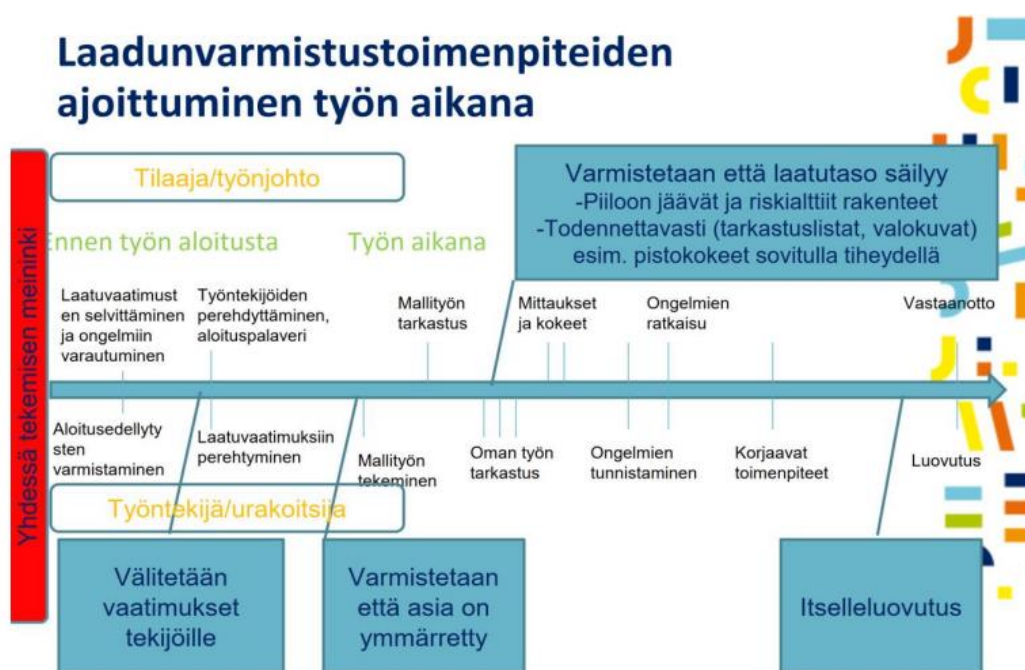 Laadunvarmistustoimenpiteiden
ajoittuminen työn aikana
Yhdessä tekemisen meininki
Tilaaja/työnjohto
Varmistetaan että laatutaso säilyy
-Piiloon jäävät ja riskialttiit rakenteet
-Todennettavasti (tarkastuslistat, valokuvat)
esim. pistokokeet sovitulla tiheydellä
Ennen työn aloitusta
Työn aikana
Laatuvaatimust
en selvittäminen
ja ongelmiin
varautuminen
Työntekijöiden
perehdyttäminen,
aloituspalaveri
Mallityön
tarkastus
Mittaukset
ja kokeet
Ongelmien
ratkaisu
Vastaanotto
Aloitusedellyty
sten
varmistaminen
Laatuvaatimuksiin
perehtyminen
Mallityön
tekeminen
Oman työn
tarkastus
Ongelmien
tunnistaminen
Korjaavat
toimenpiteet
Luovutus
Työntekijä/urakoitsija
Välitetään
vaatimukset
tekijöille
Varmistetaan
että asia on
ymmärretty
Itselleluovutus